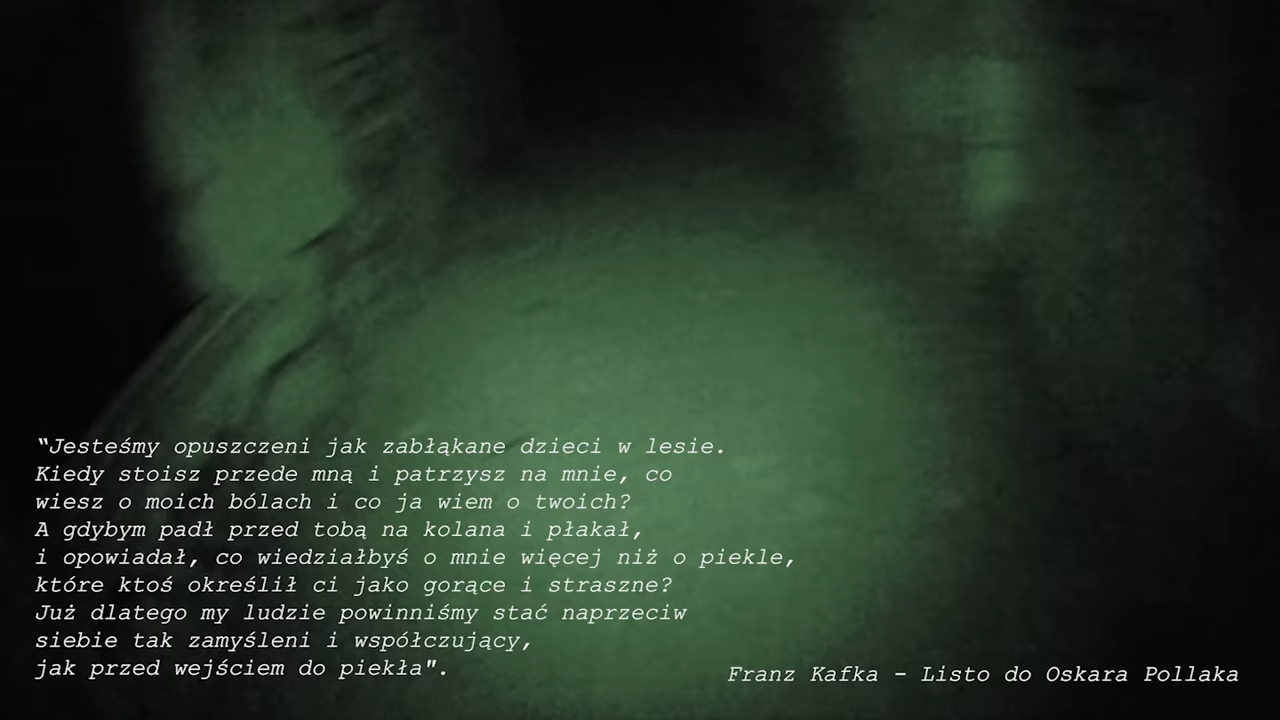 “Jesteśmy opuszczeni jak zabłąkane dzieci w lesie.
Kiedy stoisz przede mną i patrzysz na mnie, co
wiesz o moich bólach i co ja wiem o twoich?
A gdybym padł przed tobą na kolana i płakał,
i opowiadał, co wiedziałbyś o mnie więcej niż o piekle,
które ktoś określił ci jako gorące i straszne?
Już dlatego my ludzie powinniśmy stać naprzeciw
siebie tak zamyśleni i współczujący,
jak przed wejściem do piekła".
Franz Kafka - Listo do Oskara Pollaka